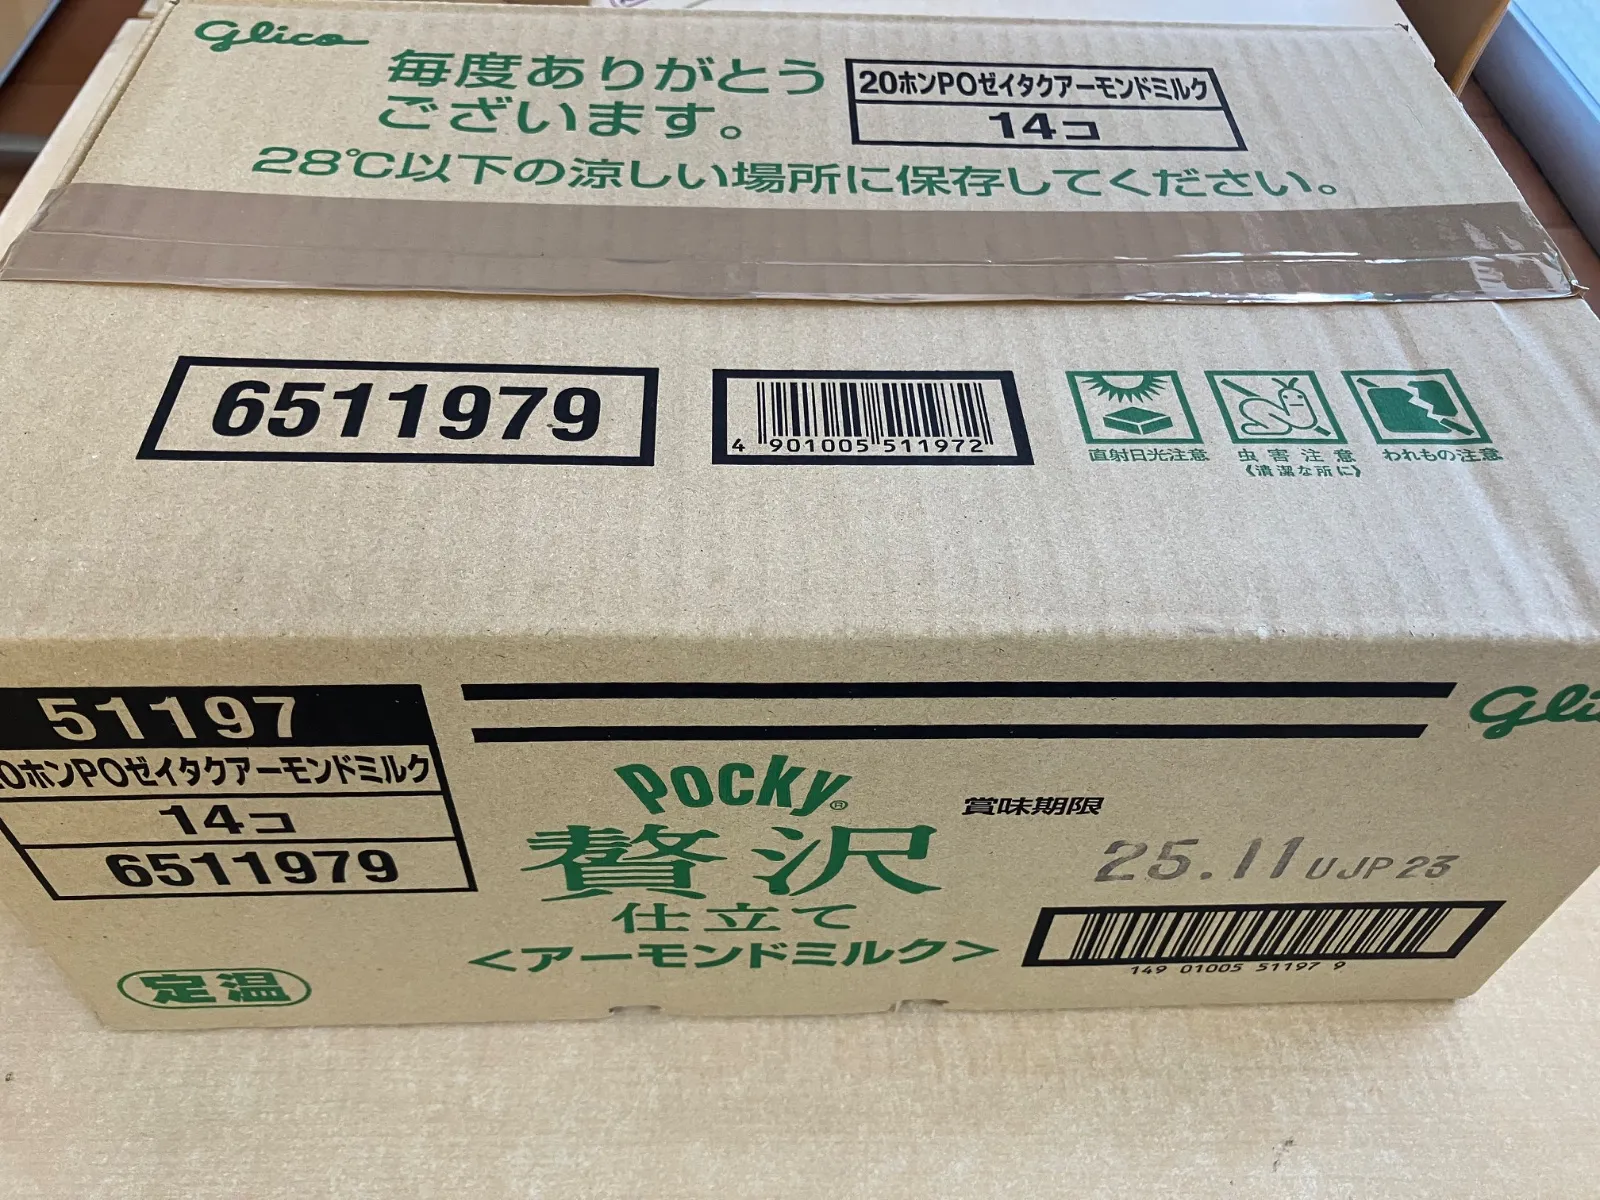 Glico
毎度ありがとう
ございます。
20ホンPOゼイタクアーモンドミルク
14コ
28℃以下の涼しい場所に保存してください。
6511979
4 901005 511972
直射日光注意
虫害注意
《清潔な所に》
われもの注意
51197
0ホンPOゼイタクアーモンドミルク
14コ
6511979
定温
Pocky®
贅沢
仕立て
<アーモンドミルク>
賞味期限
25.11 UJP23
149 01005 51197 9
Glic